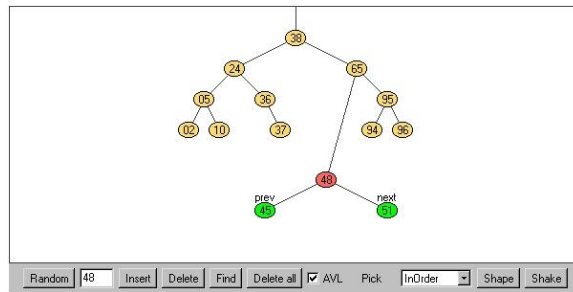 38
24 65
05 36 95
02 10 37 94 96
48
prev next
45 51
Random 48 Insert Delete Find Delete all AVL Pick InOrder Shape Shake